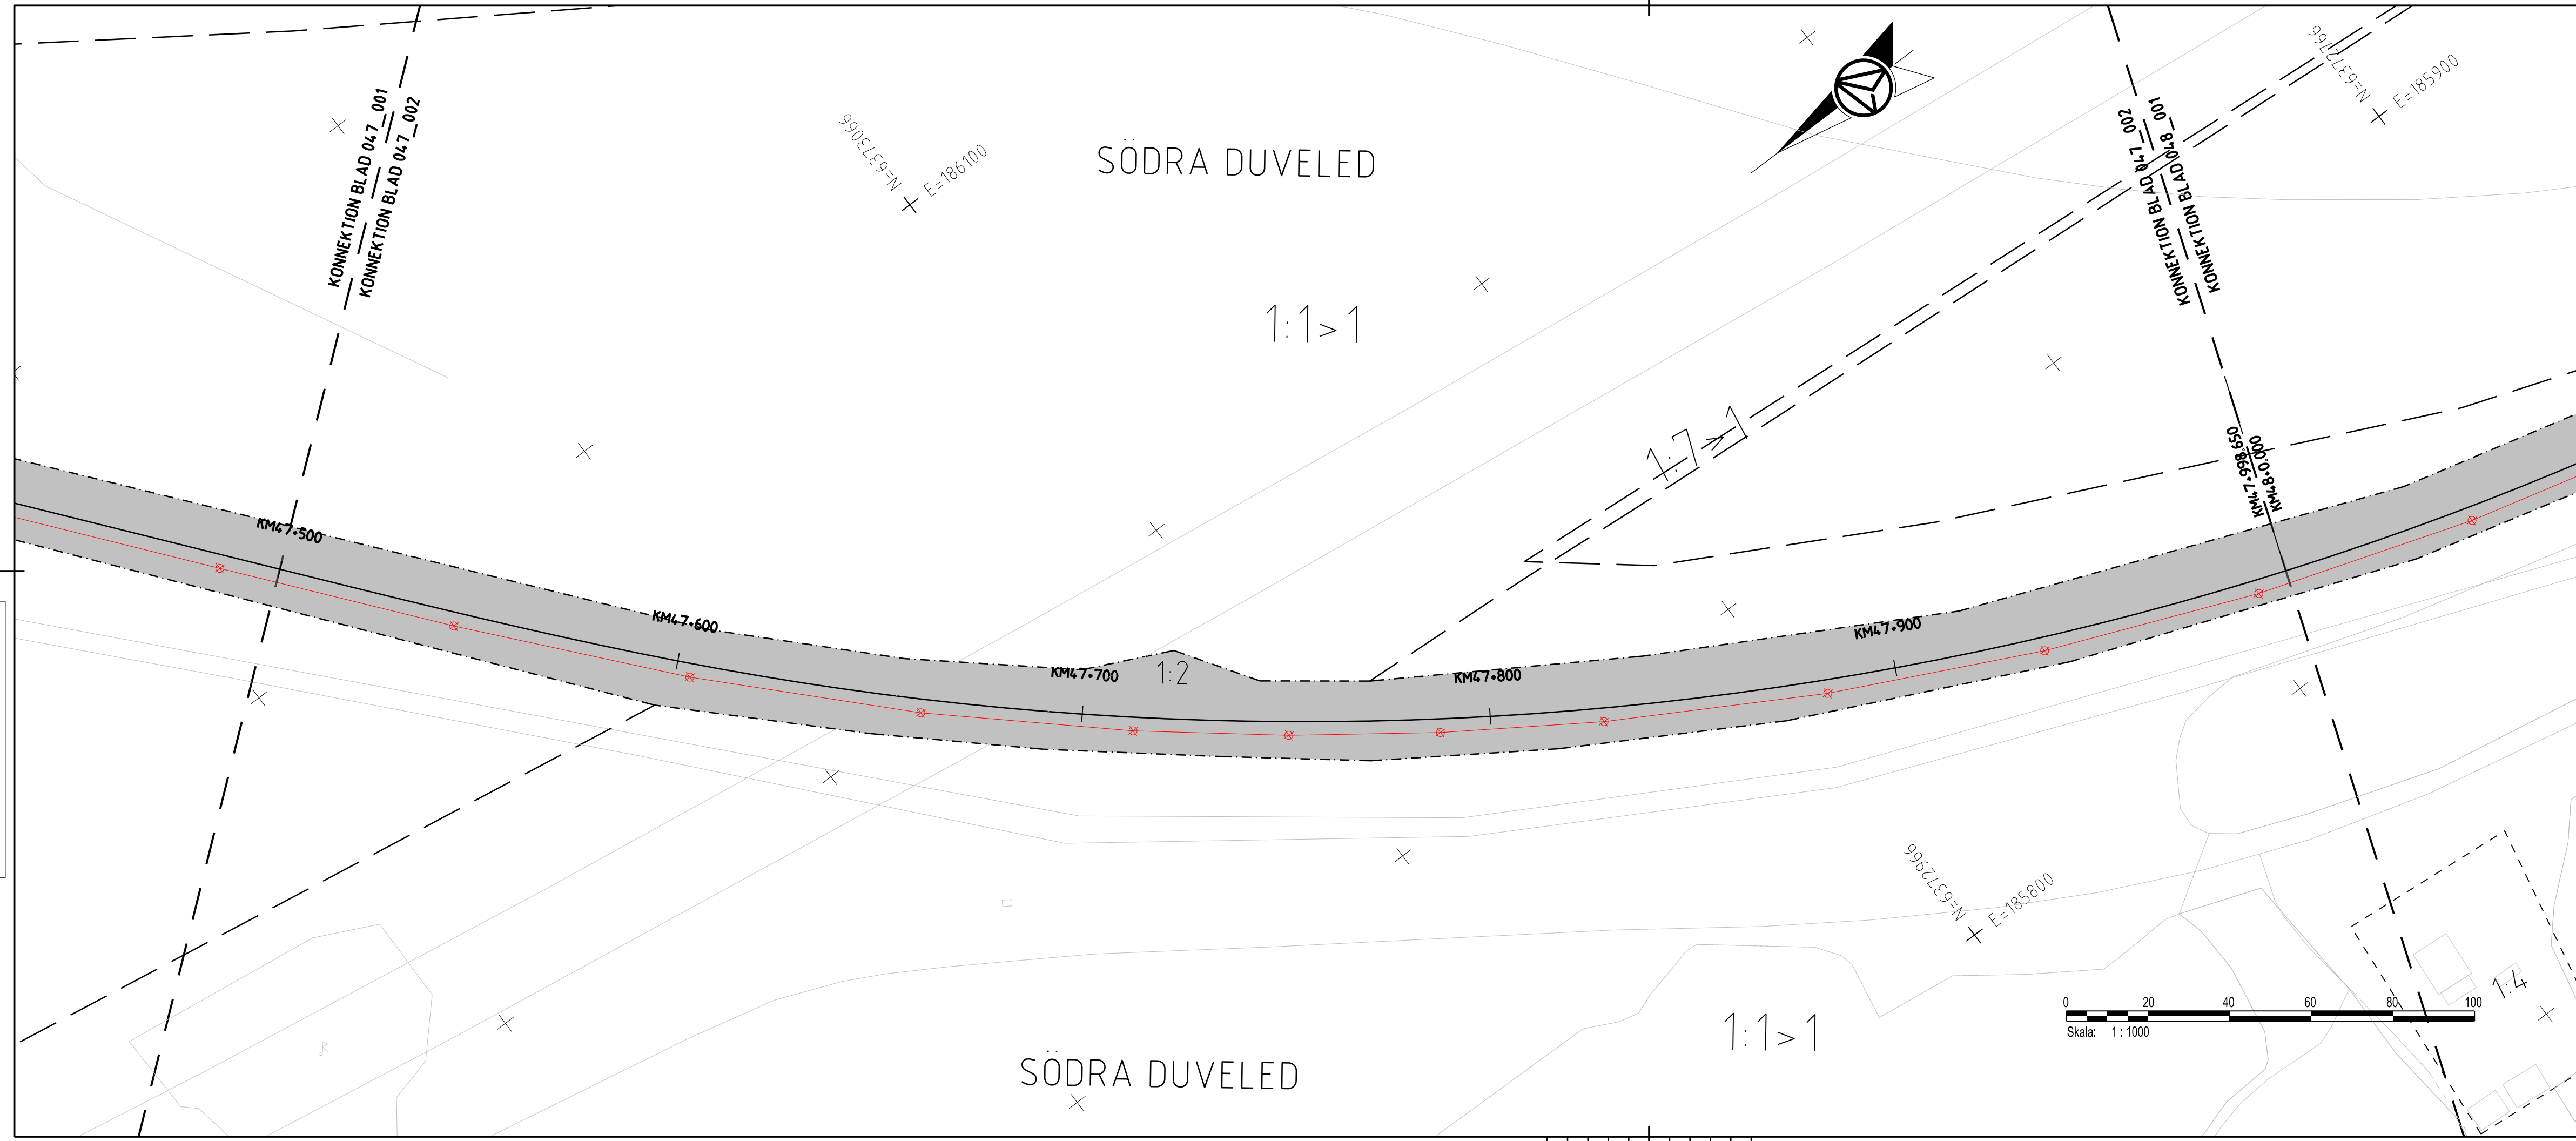 KONNEKTION BLAD 047_001
KONNEKTION BLAD 047_002
N=6373066
E=186100
SÖDRA DUVELED
1:1>1
KONNEKTION BLAD 047_002
KONNEKTION BLAD 048_001
N=6372766
E=185900
1:7>1
KM47+998.650
KM48+0.000
KM47+500
KM47+600
KM47+700
1:2
KM47+800
KM47+900
N=6372966
E=185800
1:4
0 20 40 60 80 100
Skala: 1 : 1000
1:1>1
SÖDRA DUVELED